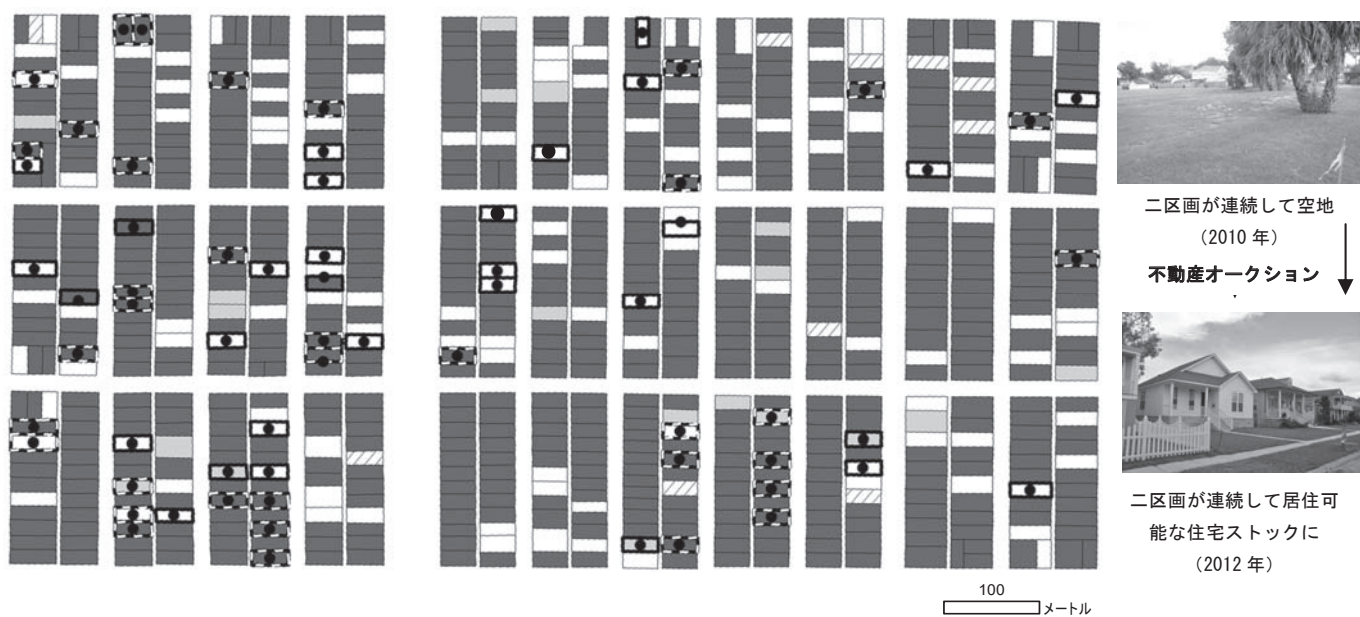 二区画が連続して空地
（2010 年）
不動産オークション
二区画が連続して居住可
能な住宅ストックに
（2012 年）
100
メートル